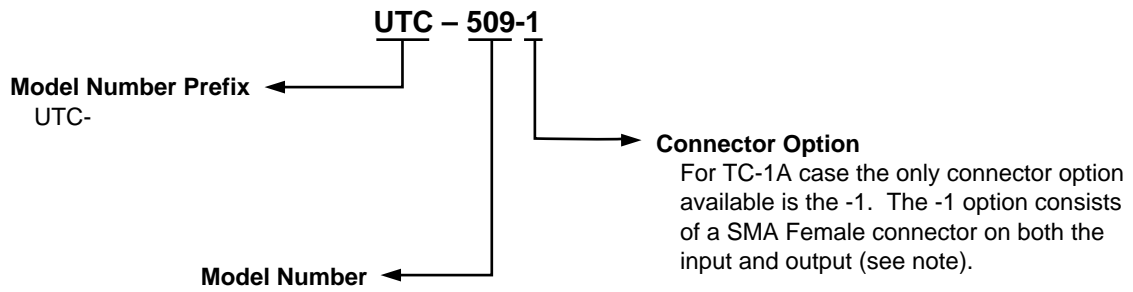 UTC – 509-1
Model Number Prefix
UTC-
Connector Option
For TC-1A case the only connector option
available is the -1. The -1 option consists
of a SMA Female connector on both the
input and output (see note).
Model Number